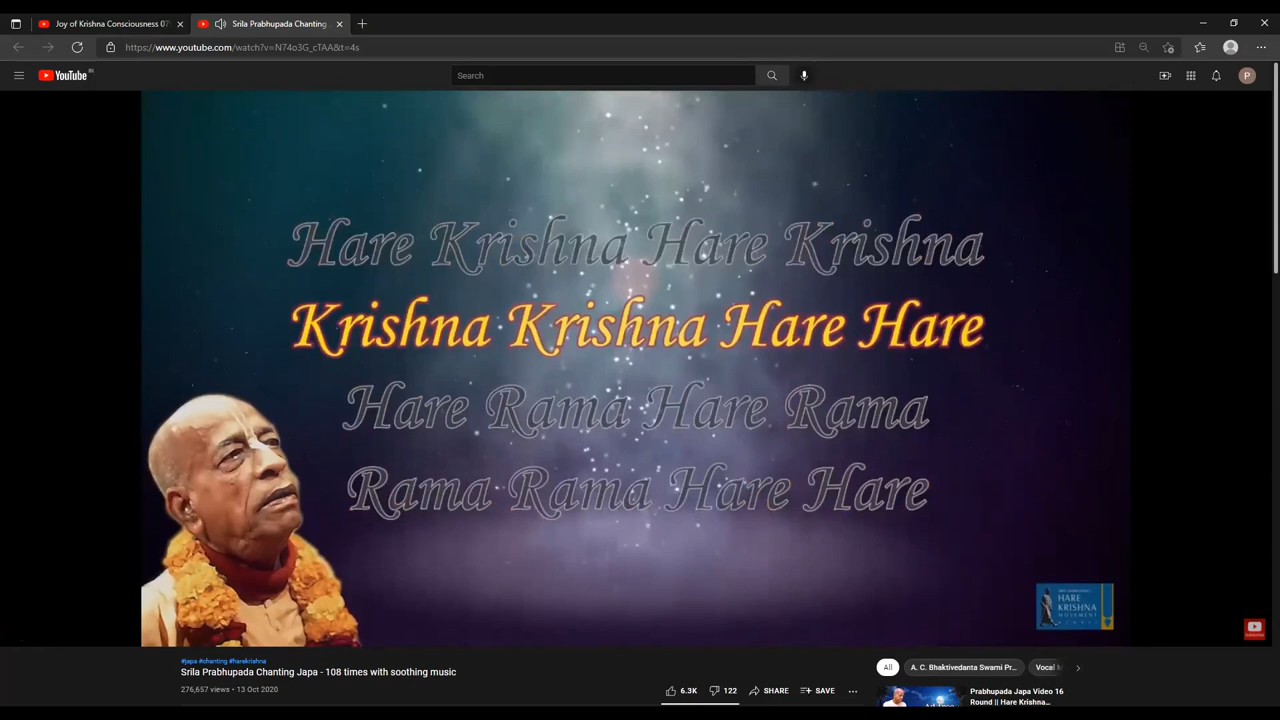 Joy of Krishna Consciousness 07
Srila Prabhupada Chanting
https://www.youtube.com/watch?v=N74o3G_cTAA&t=4s
YouTube
Search
P
Hare Krishna Hare Krishna
Krishna Krishna Hare Hare
Hare Rama Hare Rama
Rama Rama Hare Hare
HARE
KRISHNA
MOVEMENT
#japa #chanting #harekrishna
Srila Prabhupada Chanting Japa - 108 times with soothing music
276,657 views • 13 Oct 2020
6.3K
122
SHARE
SAVE
All
A. C. Bhaktivedanta Swami Pr...
Vocal
Prabhupada Japa Video 16
Round || Hare Krishna...